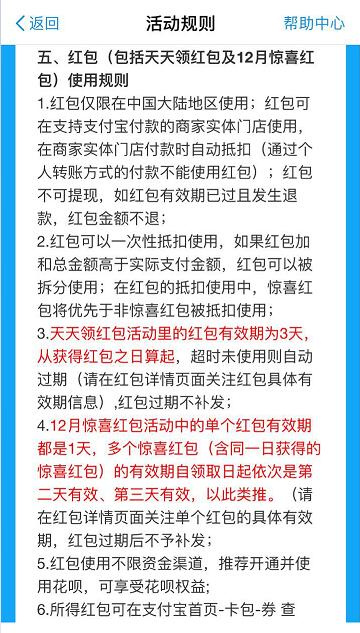 返回
活动规则
帮助中心
五、红包（包括天天领红包及12月惊喜红
包）使用规则
1.红包仅限在中国大陆地区使用；红包可
在支持支付宝付款的商家实体门店使用，
在商家实体门店付款时自动抵扣（通过个
人转账方式的付款不能使用红包）；红包
不可提现，如红包有效期已过且发生退
款，红包金额不退；
2.红包可以一次性抵扣使用，如果红包加
和总金额高于实际支付金额，红包可以被
拆分使用；在红包的抵扣使用中，惊喜红
包将优先于非惊喜红包被抵扣使用；
3.天天领红包活动里的红包有效期为3天，
从获得红包之日算起，超时未使用则自动
过期（请在红包详情页面关注红包具体有
效期信息）,红包过期不补发；
4.12月惊喜红包活动中的单个红包有效期
都是1天，多个惊喜红包（含同一日获得的
惊喜红包）的有效期自领取日起依次是第
二天有效、第三天有效，以此类推。（请
在红包详情页面关注单个红包的具体有效
期，红包过期后不予补发；
5.红包使用不限资金渠道，推荐开通并使
用花呗，可享受花呗权益;
6.所得红包可在支付宝首页-卡包-券 查